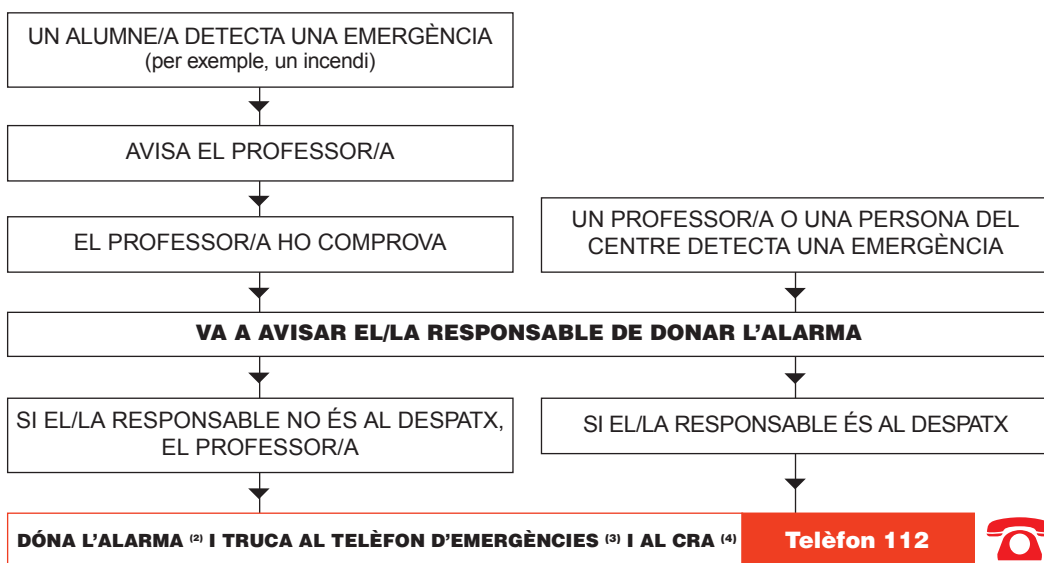 UN ALUMNE/A DETECTA UNA EMERGÈNCIA
(per exemple, un incendi)
AVISA EL PROFESSOR/A
EL PROFESSOR/A HO COMPROVA
UN PROFESSOR/A O UNA PERSONA DEL
CENTRE DETECTA UNA EMERGÈNCIA
VA A AVISAR EL/LA RESPONSABLE DE DONAR L’ALARMA
SI EL/LA RESPONSABLE NO ÉS AL DESPATX,
EL PROFESSOR/A
SI EL/LA RESPONSABLE ÉS AL DESPATX
DÓNA L’ALARMA (2) I TRUCA AL TELÈFON D’EMERGÈNCIES (3) I AL CRA (4)
Telèfon 112